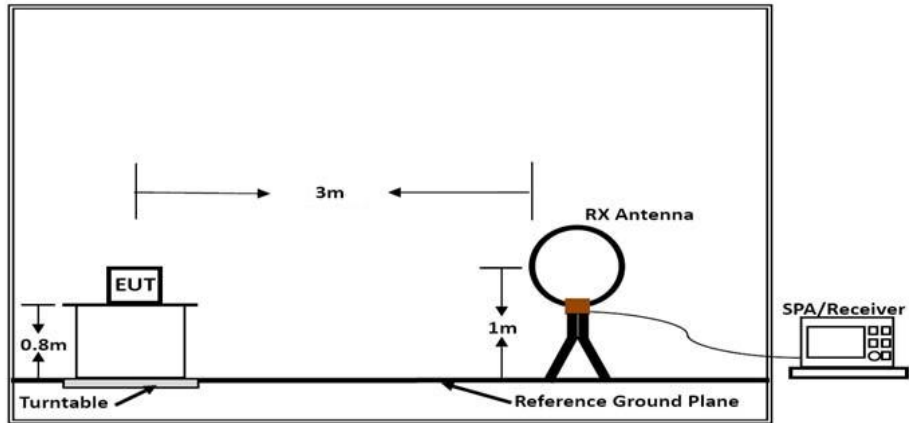 3m
RX Antenna
EUT
SPA/Receiver
0.8m
1m
Turntable
Reference Ground Plane